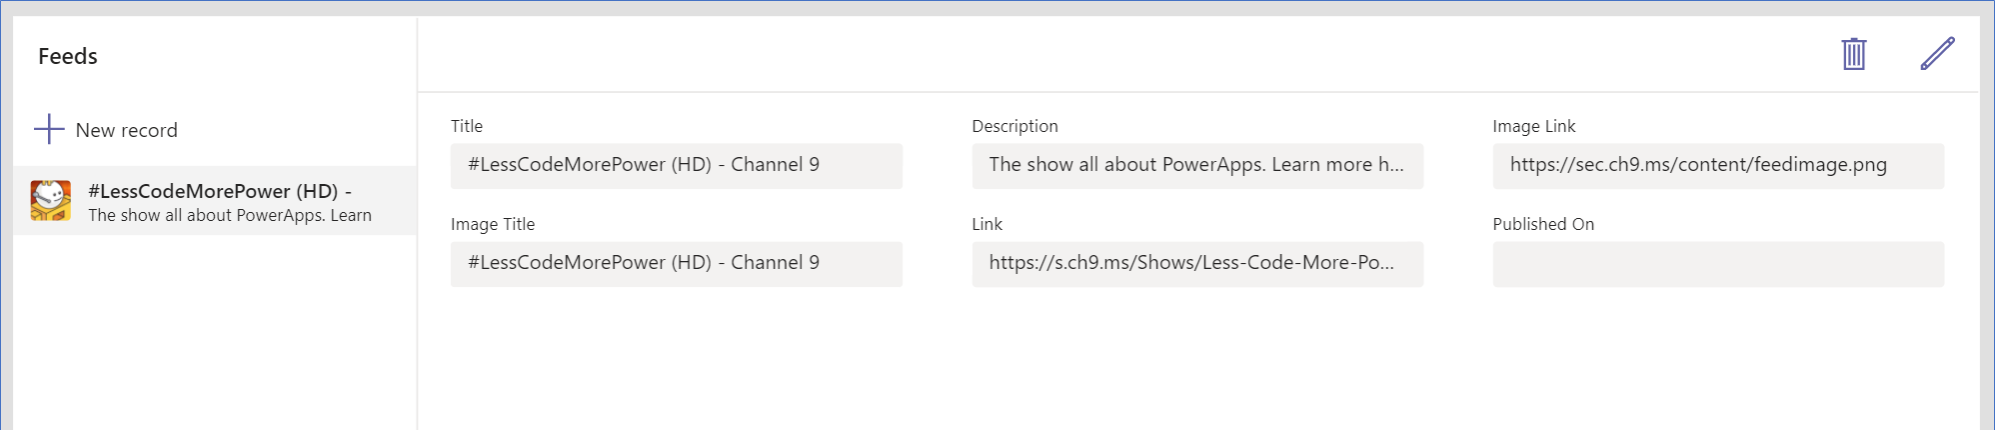 Feeds
New record
#LessCodeMorePower (HD) -
The show all about PowerApps. Learn
Title
#LessCodeMorePower (HD) - Channel 9
Description
The show all about PowerApps. Learn more h...
Image Link
https://sec.ch9.ms/content/feedimage.png
Image Title
#LessCodeMorePower (HD) - Channel 9
Link
https://s.ch9.ms/Shows/Less-Code-More-Po...
Published On